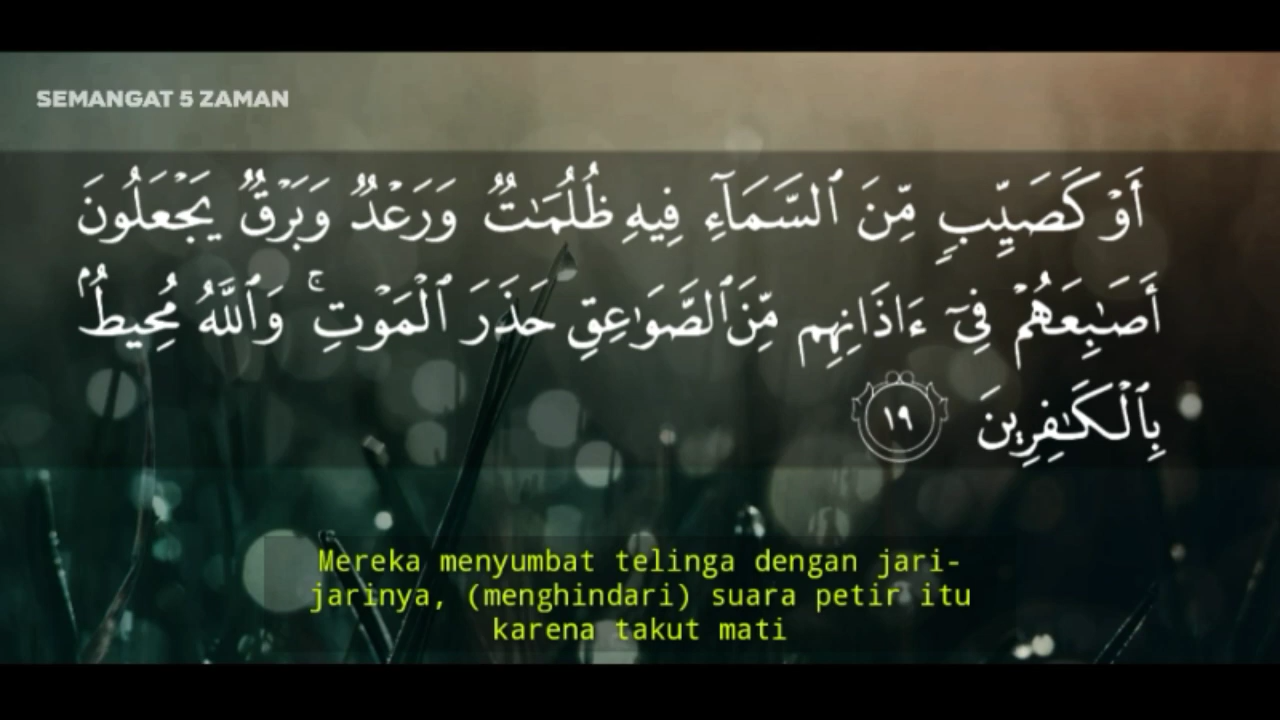 SEMANGAT 5 ZAMAN
أَوْ كَصَيِّبٍ مِّنَ ٱلسَّمَآءِ فِيهِ ظُلُمَٰتٌ وَرَعْدٌ وَبَرْقٌ يَجْعَلُونَ
أَصَٰبِعَهُمْ فِىٓ ءَاذَانِهِم مِّنَ ٱلصَّوَٰعِقِ حَذَرَ ٱلْمَوْتِ ۚ وَٱللَّهُ مُحِيطٌۢ
بِٱلْكَٰفِرِينَ ١٩
Mereka menyumbat telinga dengan jari-
jarinya, (menghindari) suara petir itu
karena takut mati